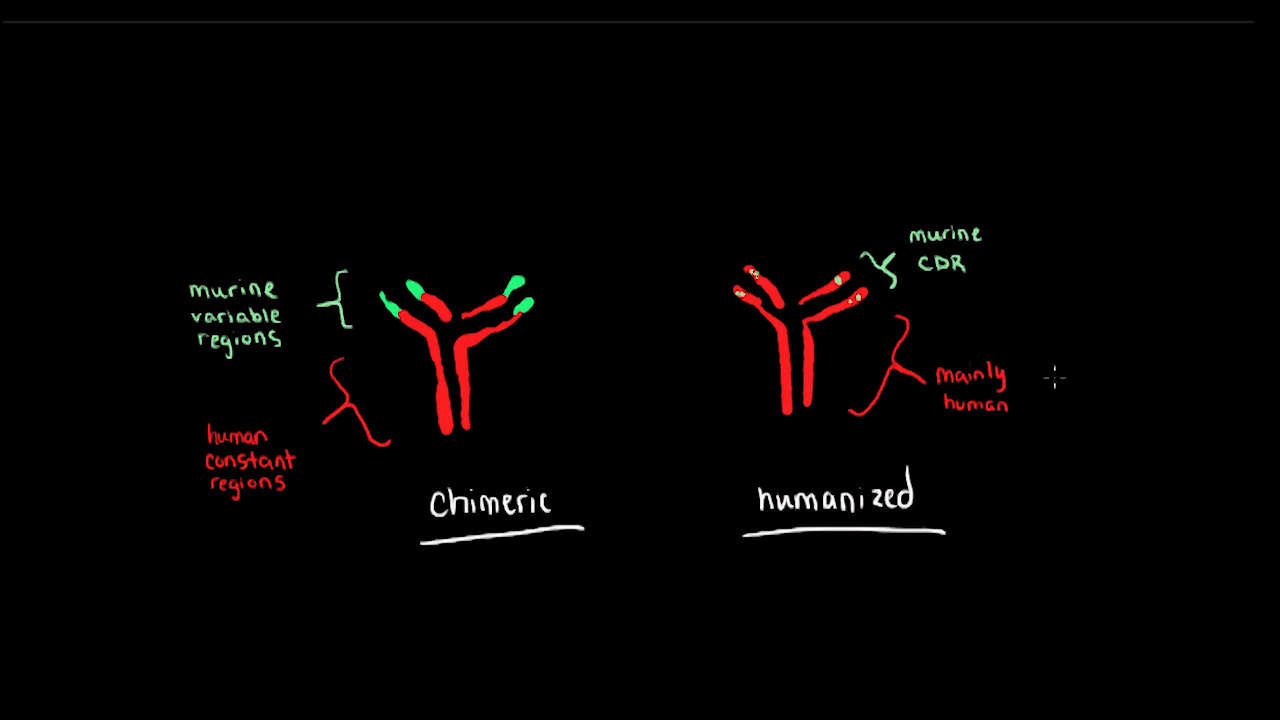 murine
variable
regions
human
constant
regions
chimeric
murine
CDR
mainly
human
humanized